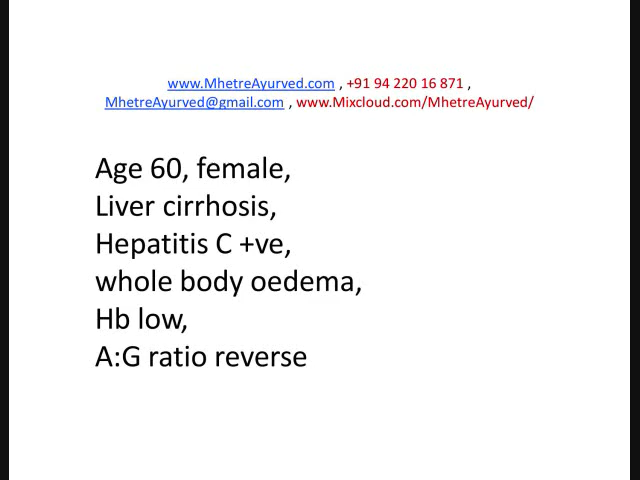 www.MhetreAyurved.com , +91 94 220 16 871 ,
MhetreAyurved@gmail.com , www.Mixcloud.com/MhetreAyurved/
Age 60, female,
Liver cirrhosis,
Hepatitis C +ve,
whole body oedema,
Hb low,
A:G ratio reverse